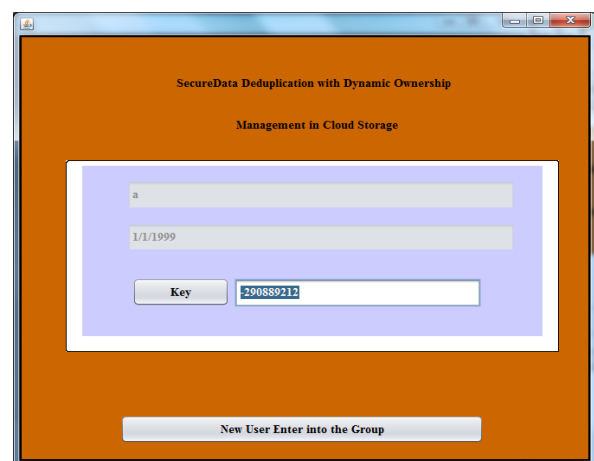 SecureData Deduplication with Dynamic Ownership
Management in Cloud Storage
a
1/1/1999
Key
-290889212
New User Enter into the Group